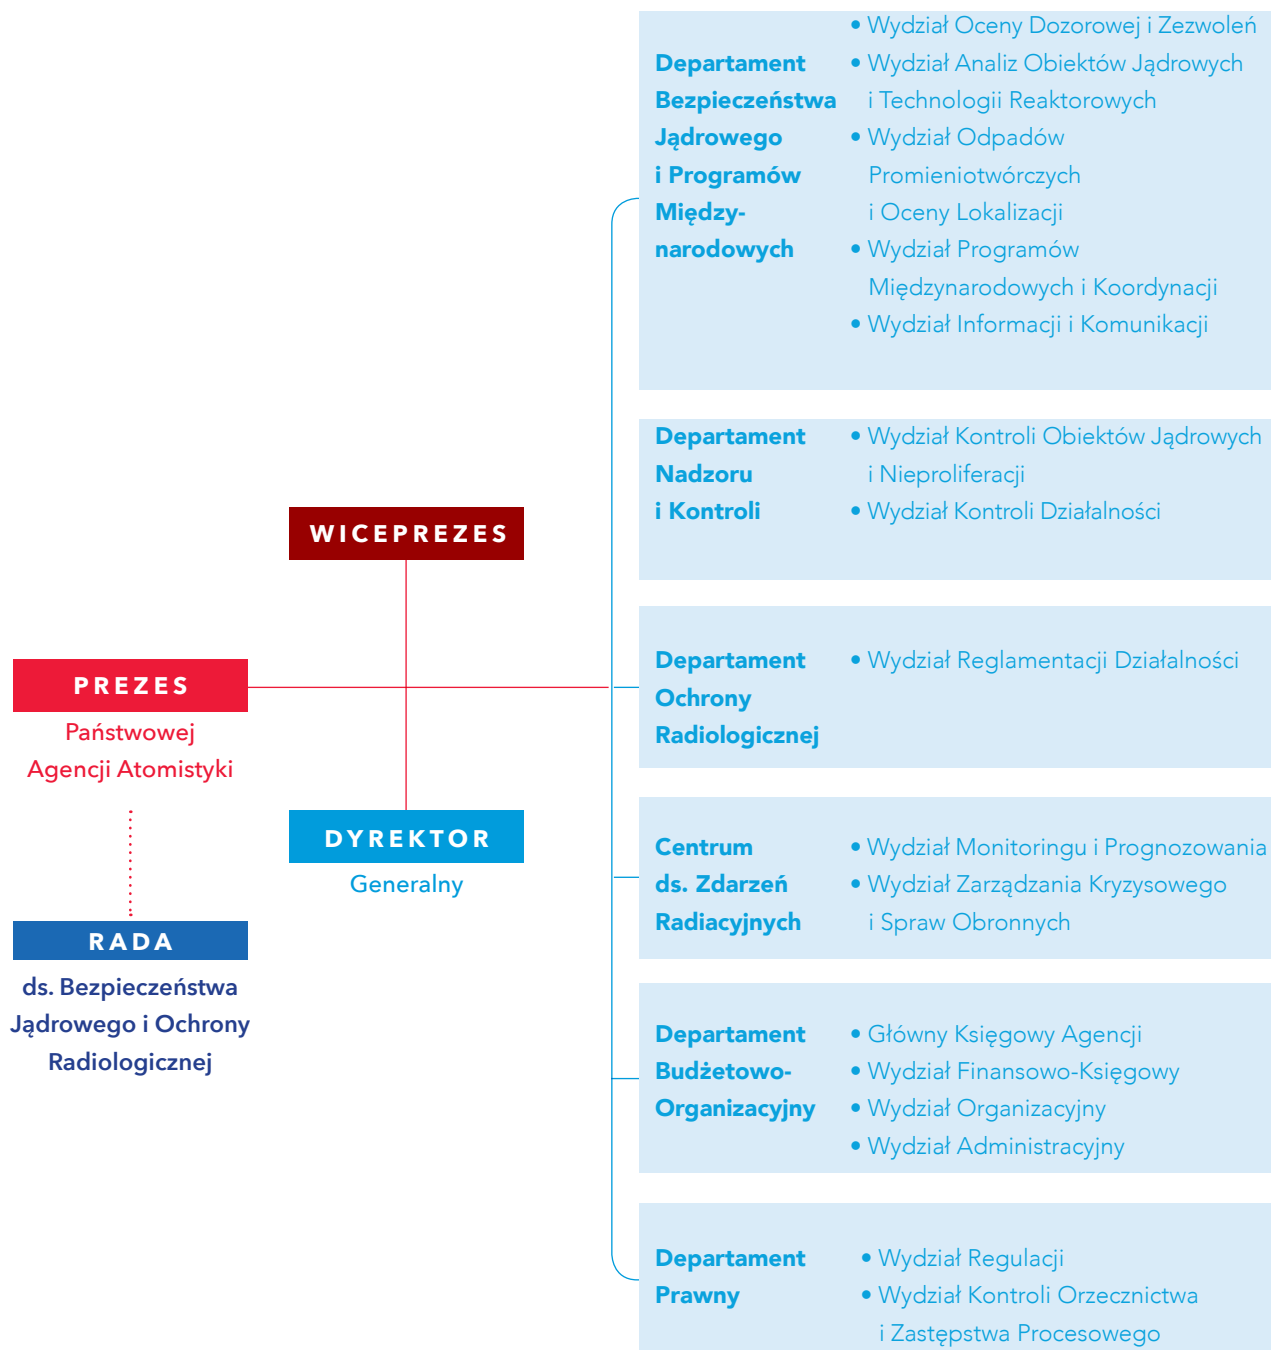 PREZES
Państwowej
Agencji Atomistyki
RADA
ds. Bezpieczeństwa
Jądrowego i Ochrony
Radiologicznej
WICEPREZES
DYREKTOR
Generalny
Departament
Bezpieczeństwa
Jądrowego
i Programów
Między-
narodowych
• Wydział Oceny Dozorowej i Zezwoleń
• Wydział Analiz Obiektów Jądrowych
i Technologii Reaktorowych
• Wydział Odpadów
Promieniotwórczych
i Oceny Lokalizacji
• Wydział Programów
Międzynarodowych i Koordynacji
• Wydział Informacji i Komunikacji
Departament
Nadzoru
i Kontroli
• Wydział Kontroli Obiektów Jądrowych
i Nieproliferacji
• Wydział Kontroli Działalności
Departament
Ochrony
Radiologicznej
• Wydział Reglamentacji Działalności
Centrum
ds. Zdarzeń
Radiacyjnych
• Wydział Monitoringu i Prognozowania
• Wydział Zarządzania Kryzysowego
i Spraw Obronnych
Departament
Budżetowo-
Organizacyjny
• Główny Księgowy Agencji
• Wydział Finansowo-Księgowy
• Wydział Organizacyjny
• Wydział Administracyjny
Departament
Prawny
• Wydział Regulacji
• Wydział Kontroli Orzecznictwa
i Zastępstwa Procesowego